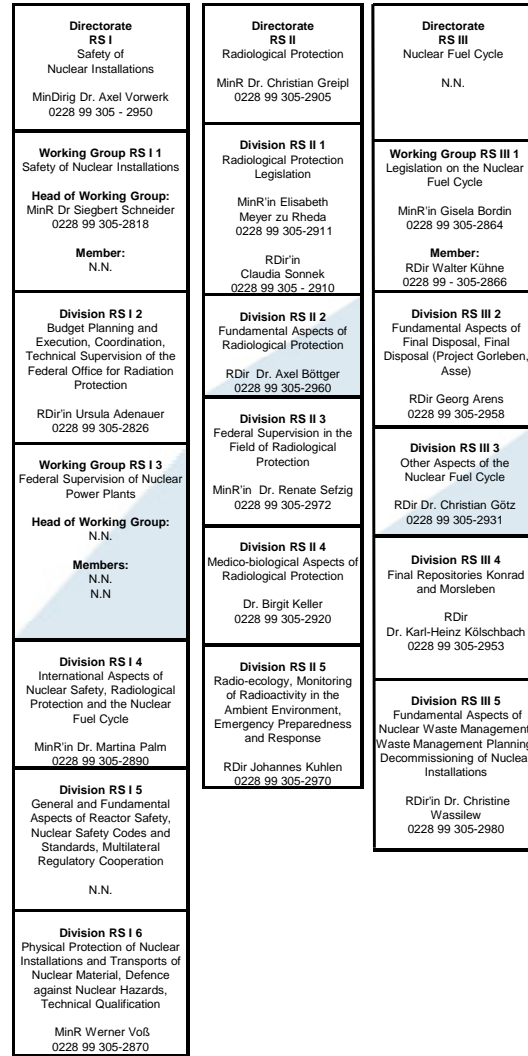 Directorate
RS I
Safety of
Nuclear Installations
MinDirig Dr. Axel Vorwerk
0228 99 305 - 2950
Working Group RS I 1
Safety of Nuclear Installations
Head of Working Group:
MinR Dr Siegbert Schneider
0228 99 305-2818
Member:
N.N.
Division RS I 2
Budget Planning and
Execution, Coordination,
Technical Supervision of the
Federal Office for Radiation
Protection
RDir'in Ursula Adenauer
0228 99 305-2826
Working Group RS I 3
Federal Supervision of Nuclear
Power Plants
Head of Working Group:
N.N.
Members:
N.N.
N.N
Division RS I 4
International Aspects of
Nuclear Safety, Radiological
Protection and the Nuclear
Fuel Cycle
MinR'in Dr. Martina Palm
0228 99 305-2890
Division RS I 5
General and Fundamental
Aspects of Reactor Safety,
Nuclear Safety Codes and
Standards, Multilateral
Regulatory Cooperation
N.N.
Division RS I 6
Physical Protection of Nuclear
Installations and Transports of
Nuclear Material, Defence
against Nuclear Hazards,
Technical Qualification
MinR Werner Voß
0228 99 305-2870
Directorate
RS II
Radiological Protection
MinR Dr. Christian Greipl
0228 99 305-2905
Division RS II 1
Radiological Protection
Legislation
MinR'in Elisabeth
Meyer zu Rheda
0228 99 305-2911
RDir'in
Claudia Sonnek
0228 99 305 - 2910
Division RS II 2
Fundamental Aspects of
Radiological Protection
RDir Dr. Axel Böttger
0228 99 305-2960
Division RS II 3
Federal Supervision in the
Field of Radiological
Protection
MinR'in Dr. Renate Sefzig
0228 99 305-2972
Division RS II 4
Medico-biological Aspects of
Radiological Protection
Dr. Birgit Keller
0228 99 305-2920
Division RS II 5
Radio-ecology, Monitoring
of Radioactivity in the
Ambient Environment,
Emergency Preparedness
and Response
RDir Johannes Kuhlen
0228 99 305-2970
Directorate
RS III
Nuclear Fuel Cycle
N.N.
Working Group RS III 1
Legislation on the Nuclear
Fuel Cycle
MinR'in Gisela Bordin
0228 99 305-2864
Member:
RDir Walter Kühne
0228 99 - 305-2866
Division RS III 2
Fundamental Aspects of
Final Disposal, Final
Disposal (Project Gorleben,
Asse)
RDir Georg Arens
0228 99 305-2958
Division RS III 3
Other Aspects of the
Nuclear Fuel Cycle
RDir Dr. Christian Götz
0228 99 305-2931
Division RS III 4
Final Repositories Konrad
and Morsleben
RDir
Dr. Karl-Heinz Kölschbach
0228 99 305-2953
Division RS III 5
Fundamental Aspects of
Nuclear Waste Management
Waste Management Planning
Decommissioning of Nuclear
Installations
RDir'in Dr. Christine
Wassilew
0228 99 305-2980